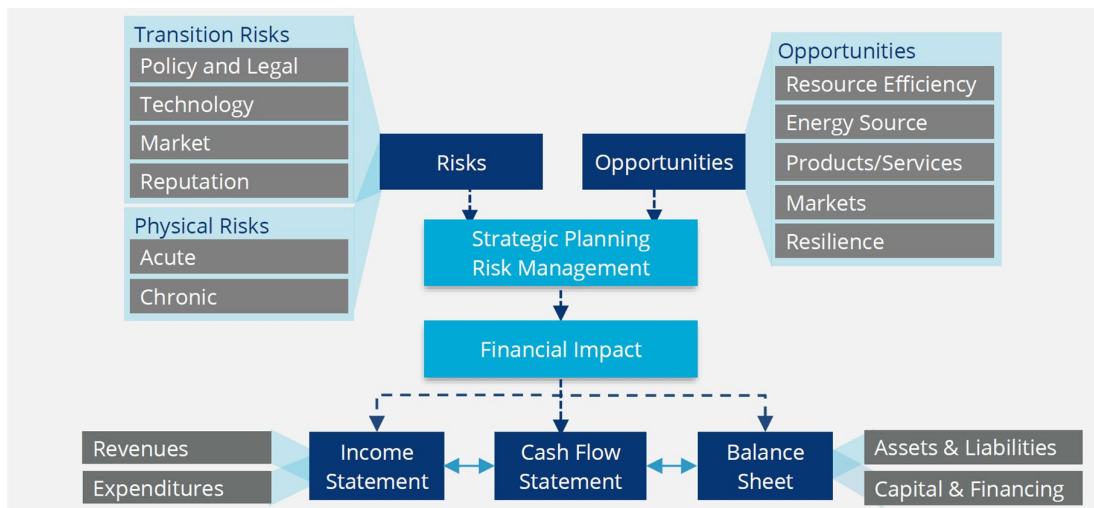 Transition Risks
Policy and Legal
Technology
Market
Reputation
Physical Risks
Acute
Chronic
Risks
Opportunities
Opportunities
Resource Efficiency
Energy Source
Products/Services
Markets
Resilience
Strategic Planning
Risk Management
Financial Impact
Revenues
Expenditures
Income
Statement
Cash Flow
Statement
Balance
Sheet
Assets & Liabilities
Capital & Financing